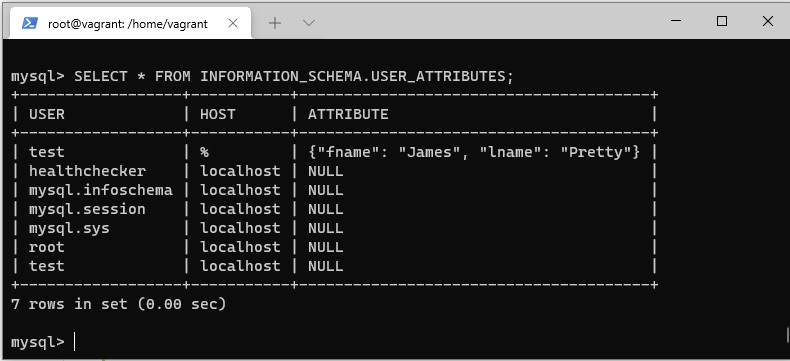 root@vagrant: /home/vagrant
mysql> SELECT * FROM INFORMATION_SCHEMA.USER_ATTRIBUTES;
+------------------+-----------+---------------------------------------+
| USER             | HOST      | ATTRIBUTE                             |
+------------------+-----------+---------------------------------------+
| test             | %         | {"fname": "James", "lname": "Pretty"} |
| healthchecker    | localhost | NULL                                  |
| mysql.infoschema | localhost | NULL                                  |
| mysql.session    | localhost | NULL                                  |
| mysql.sys        | localhost | NULL                                  |
| root             | localhost | NULL                                  |
| test             | localhost | NULL                                  |
+------------------+-----------+---------------------------------------+
7 rows in set (0.00 sec)
mysql>